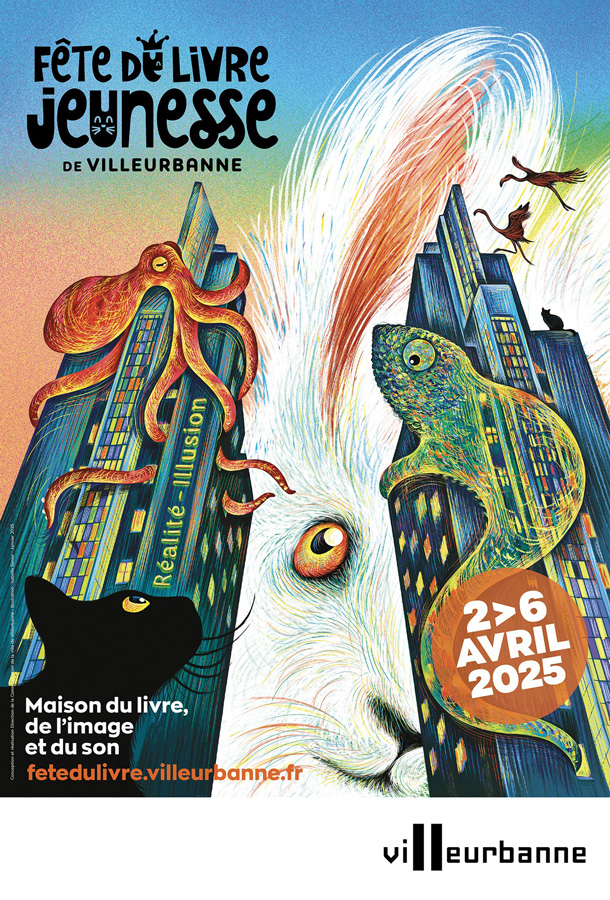 FÊTE DU LIVRE
jeunesse
DE VILLEURBANNE
Réalité - Illusion
2>6
AVRIL
2025
Maison du livre,
de l'image
et du son
fetedulivre.villeurbanne.fr
villeurbanne